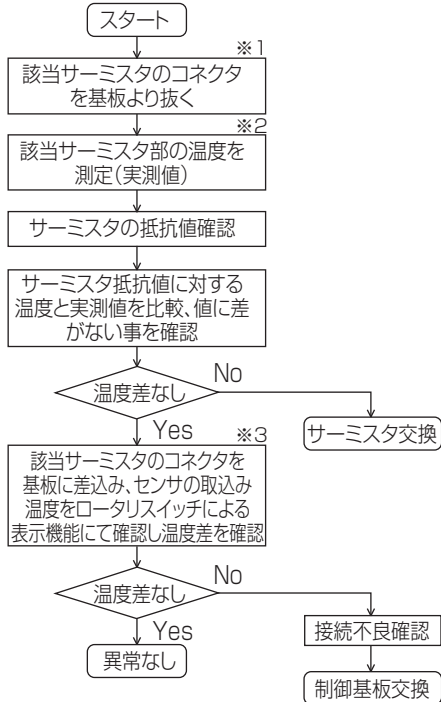 スタート
※1
該当サーミスタのコネクタ
を基板より抜く
※2
該当サーミスタ部の温度を
測定(実測値)
サーミスタの抵抗値確認
サーミスタ抵抗値に対する
温度と実測値を比較、値に差
がない事を確認
温度差なし
No
サーミスタ交換
Yes
※3
該当サーミスタのコネクタを
基板に差込み、センサの取込み
温度をロータリスイッチによる
表示機能にて確認し温度差を確認
温度差なし
No
Yes
接続不良確認
異常なし
制御基板交換